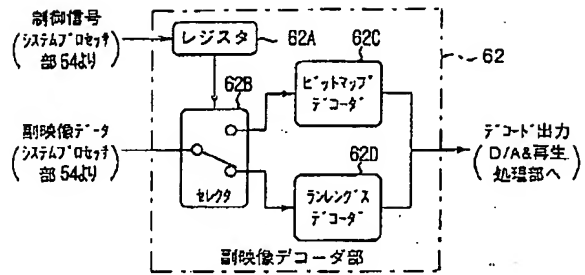 制御信号
(システムプロセッサ
部54より)
レジスタ
62A
62B
62C
62
ビットマップ
デコーダ
副映像データ
(システムプロセッサ
部54より)
セレクタ
62D
ランレングス
デコーダ
デコード出力
(D/A&再生
処理部へ)
副映像デコーダ部